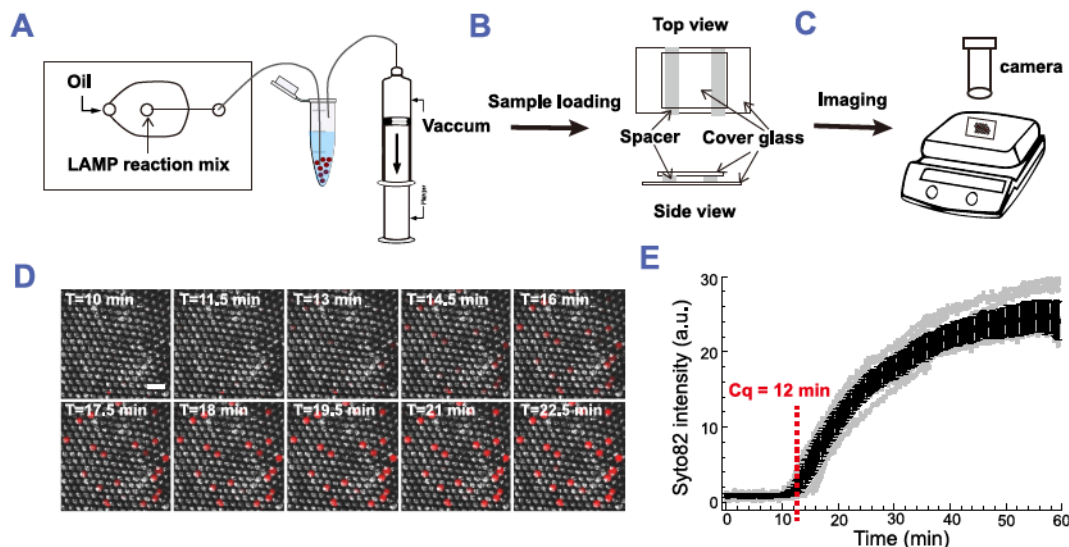 A
Oil
LAMP reaction mix
Vaccum
Plunger
B
Sample loading
Top view
Spacer
Cover glass
Side view
C
Imaging
camera
D
T=10 min
T=11.5 min
T=13 min
T=14.5 min
T=16 min
T=17.5 min
T=18 min
T=19.5 min
T=21 min
T=22.5 min
E
Syto82 intensity (a.u.)
30
20
10
0
Cq = 12 min
0
10
20
30
40
50
60
Time (min)